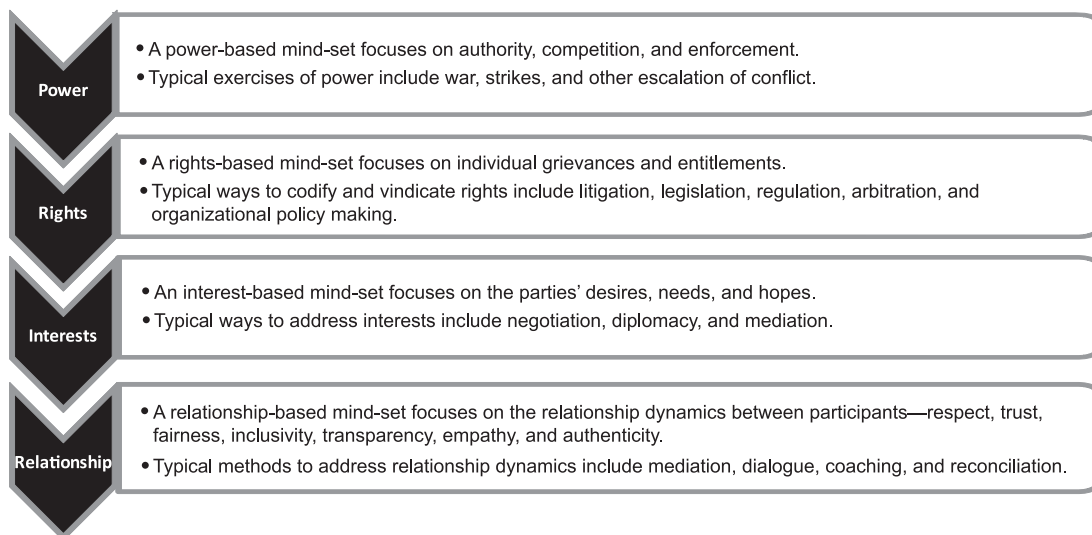 Power
• A power-based mind-set focuses on authority, competition, and enforcement.
• Typical exercises of power include war, strikes, and other escalation of conflict.
Rights
• A rights-based mind-set focuses on individual grievances and entitlements.
• Typical ways to codify and vindicate rights include litigation, legislation, regulation, arbitration, and
organizational policy making.
Interests
• An interest-based mind-set focuses on the parties’ desires, needs, and hopes.
• Typical ways to address interests include negotiation, diplomacy, and mediation.
Relationship
• A relationship-based mind-set focuses on the relationship dynamics between participants—respect, trust,
fairness, inclusivity, transparency, empathy, and authenticity.
• Typical methods to address relationship dynamics include mediation, dialogue, coaching, and reconciliation.